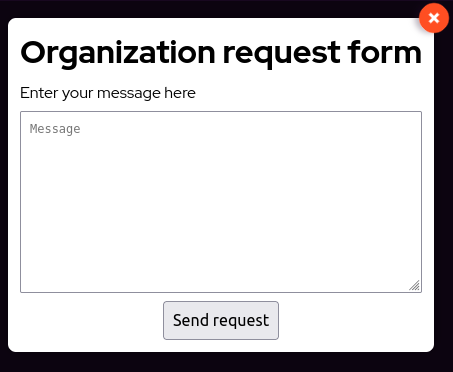 Organization request form
Enter your message here
Message
Send request